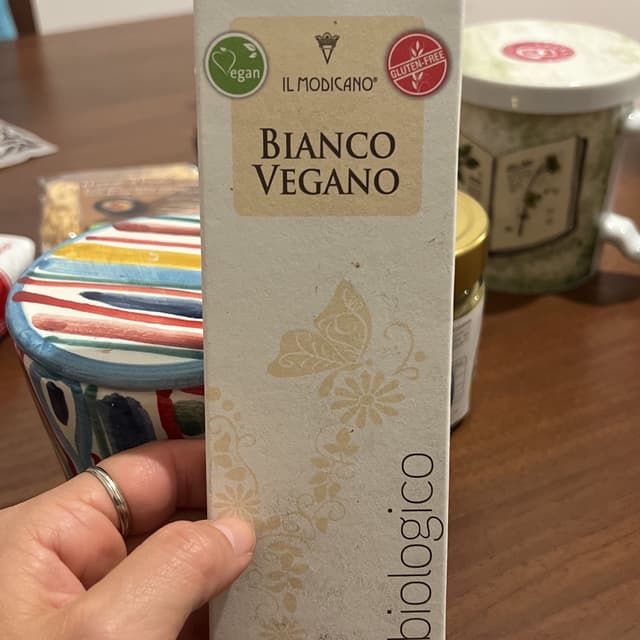 Vegan
IL MODICANO®
GLUTEN-FREE
BIANCO
VEGANO
biologico